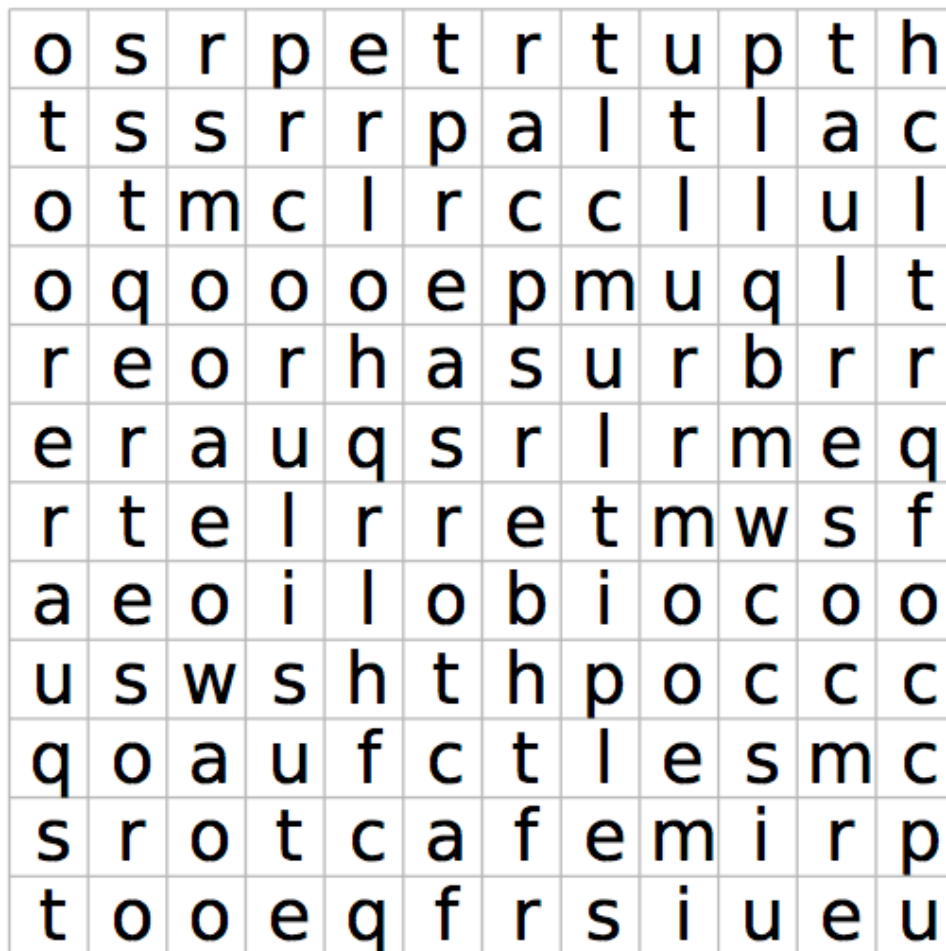 o s r p e t r t u p t h
t s s r r p a l t l a c
o t m c l r c c l l u l
o q o o o e p m u q l t
r e o r h a s u r b r r
e r a u q s r l r m e q
r t e l r r e t m w s f
a e o i l o b i o c o o
u s w s h t h p o c c c
q o a u f c t l e s m c
s r o t c a f e m i r p
t o o e q f r s i u e u